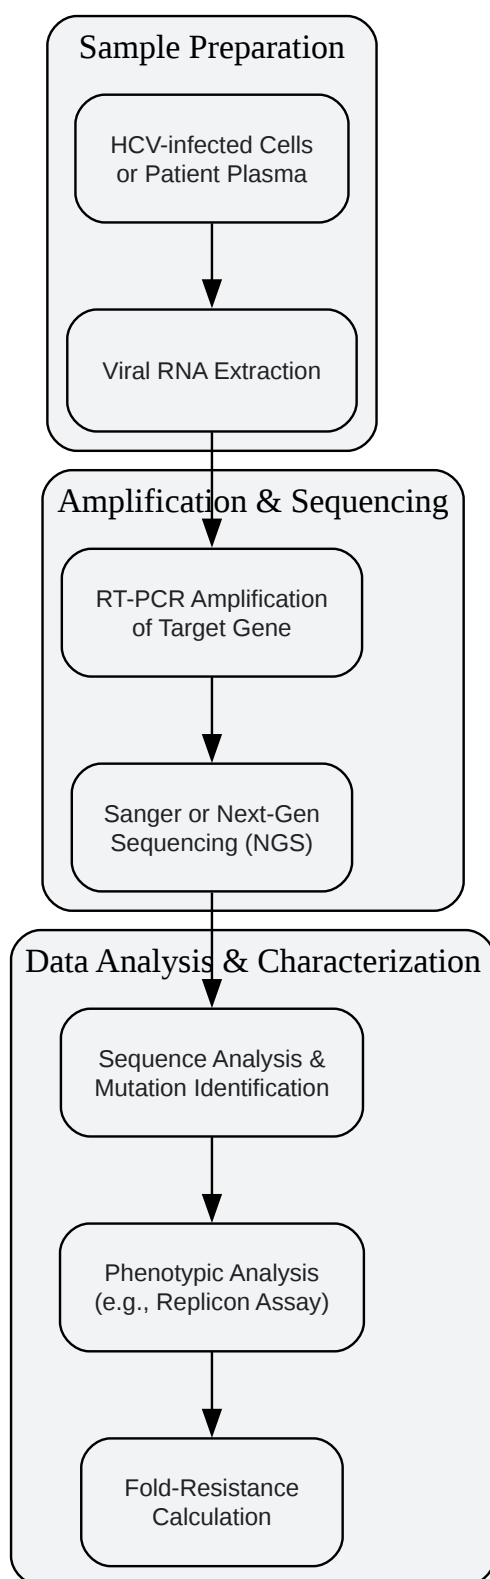 Sample Preparation
HCV-infected Cells
or Patient Plasma
Viral RNA Extraction
Amplification & Sequencing
RT-PCR Amplification
of Target Gene
Sanger or Next-Gen
Sequencing (NGS)
Data Analysis & Characterization
Sequence Analysis &
Mutation Identification
Phenotypic Analysis
(e.g., Replicon Assay)
Fold-Resistance
Calculation